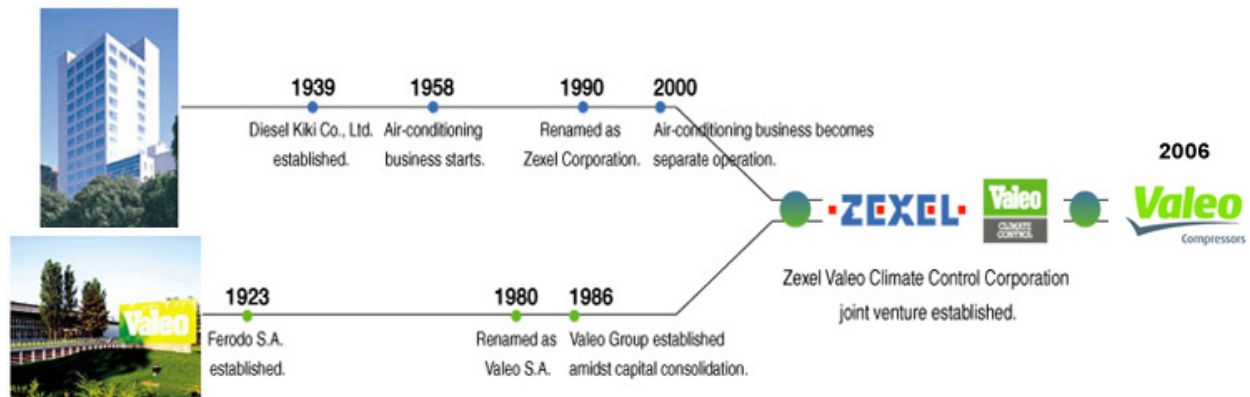 1939
Diesel Kiki Co., Ltd.
established.
1958
Air-conditioning
business starts.
1990
Renamed as
Zexel Corporation.
2000
Air-conditioning business becomes
separate operation.
Valeo
1923
Ferodo S.A.
established.
1980
Renamed as
Valeo S.A.
1986
Valeo Group established
amidst capital consolidation.
ZEXEL
Valeo
CLIMATE
CONTROL
Zexel Valeo Climate Control Corporation
joint venture established.
2006
Valeo
Compressors